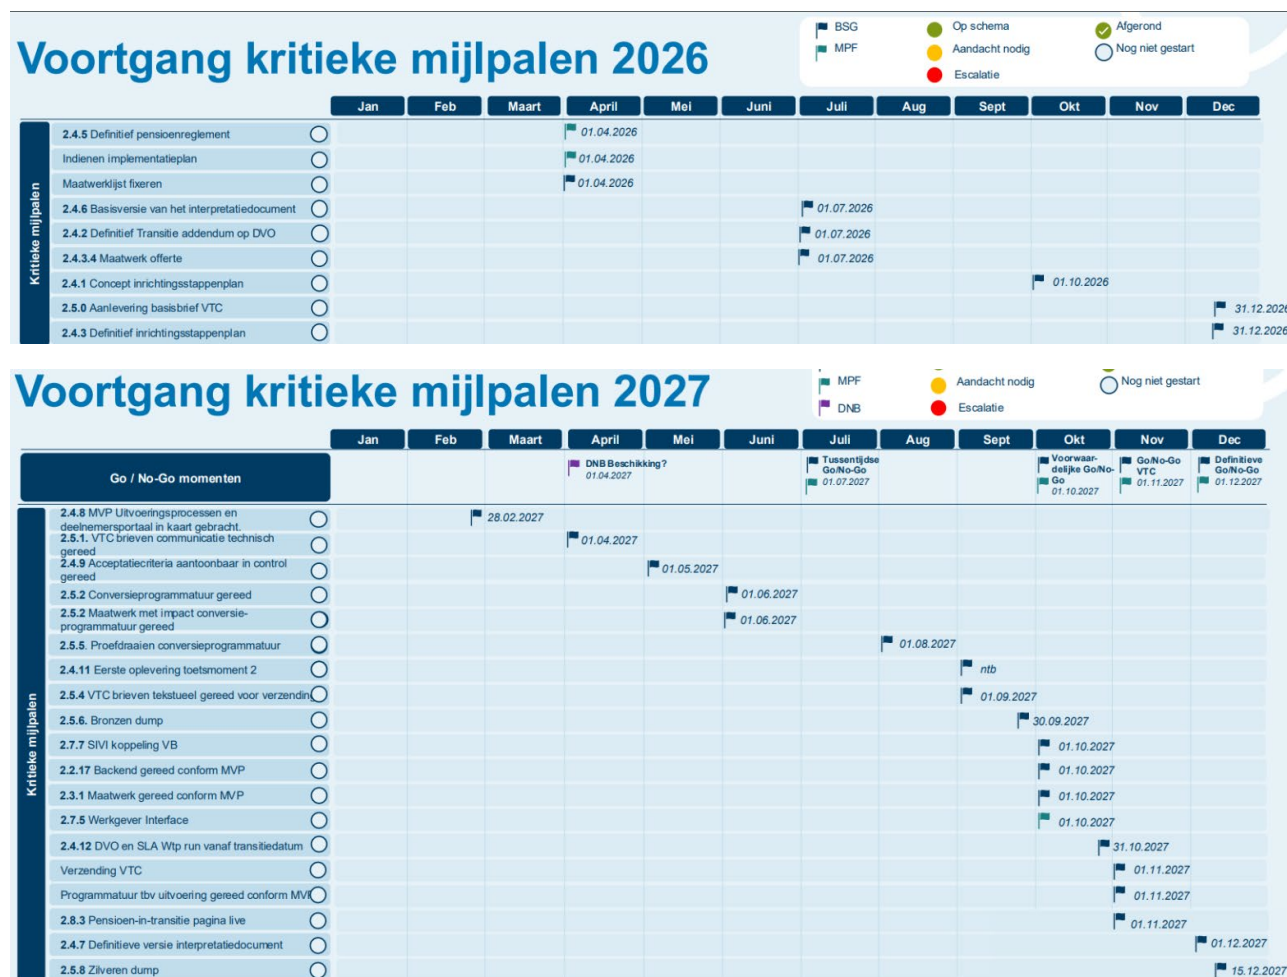 Voortgang kritieke mijlpalen 2026
BSG
Op schema
Afgerond
MPF
Aandacht nodig
Nog niet gestart
Escalatie
Jan Feb Maart April Mei Juni Juli Aug Sept Okt Nov Dec
Kritieke mijlpalen
2.4.5 Definitief pensioenreglement 01.04.2026
Indienen implementatieplan 01.04.2026
Maatwerklijst fixeren 01.04.2026
2.4.6 Basisversie van het interpretatiedocument 01.07.2026
2.4.2 Definitief Transitie addendum op DVO 01.07.2026
2.4.3.4 Maatwerk offerte 01.07.2026
2.4.1 Concept inrichtingsstappenplan 01.10.2026
2.5.0 Aanlevering basisbrief VTC 31.12.2026
2.4.3 Definitief inrichtingsstappenplan 31.12.2026
Voortgang kritieke mijlpalen 2027
MPF
Aandacht nodig
Nog niet gestart
DNB
Escalatie
Jan Feb Maart April Mei Juni Juli Aug Sept Okt Nov Dec
Go / No-Go momenten
DNB Beschikking?
01.04.2027
Tussentijdse
Go/No-Go
01.07.2027
Voorwaar-
delijke Go/No-
Go
01.10.2027
Go/No-Go
VTC
01.11.2027
Definitieve
Go/No-Go
01.12.2027
Kritieke mijlpalen
2.4.8 MVP Uitvoeringsprocessen en
deelnemersportaal in kaart gebracht.
28.02.2027
2.5.1. VTC brieven communicatie technisch
gereed
01.04.2027
2.4.9 Acceptatiecriteria aantoonbaar in control
gereed
01.05.2027
2.5.2 Conversieprogrammatuur gereed 01.06.2027
2.5.2 Maatwerk met impact conversie-
programmatuur gereed
01.06.2027
2.5.5. Proefdraaien conversieprogrammatuur 01.08.2027
2.4.11 Eerste oplevering toetsmoment 2 ntb
2.5.4 VTC brieven tekstueel gereed voor verzending 01.09.2027
2.5.6. Bronzen dump 30.09.2027
2.7.7 SIVI koppeling VB 01.10.2027
2.2.17 Backend gereed conform MVP 01.10.2027
2.3.1 Maatwerk gereed conform MVP 01.10.2027
2.7.5 Werkgever Interface 01.10.2027
2.4.12 DVO en SLA Wtp run vanaf transitiedatum 31.10.2027
Verzending VTC 01.11.2027
Programmatuur tbv uitvoering gereed conform MVP 01.11.2027
2.8.3 Pensioen-in-transitie pagina live 01.11.2027
2.4.7 Definitieve versie interpretatiedocument 01.12.2027
2.5.8 Zilveren dump 15.12.2027